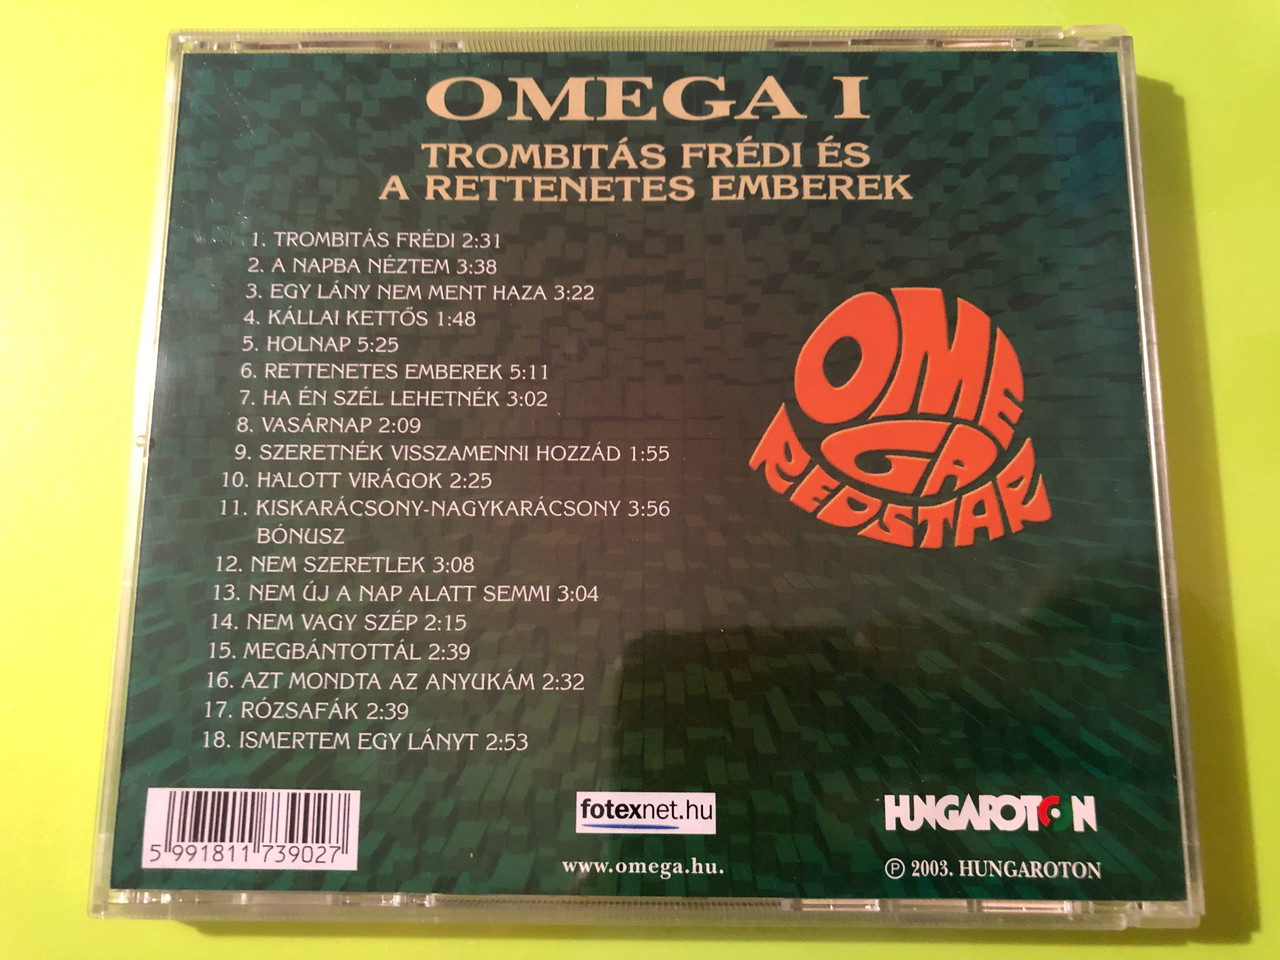 OMEGA I
TROMBITÁS FRÉDI ÉS
A RETTENETES EMBEREK
1. TROMBITÁS FRÉDI 2:31
2. A NAPBA NÉZTEM 3:38
3. EGY LÁNY NEM MENT HAZA 3:22
4. KÁLLAI KETTŐS 1:48
5. HOLNAP 5:25
6. RETTENETES EMBEREK 5:11
7. HA ÉN SZÉL LEHETNÉK 3:02
8. VASÁRNAP 2:09
9. SZERETNÉK VISSZAMENNI HOZZÁD 1:55
10. HALOTT VIRÁGOK 2:25
11. KISKARÁCSONY-NAGYKARÁCSONY 3:56
BÓNUSZ
12. NEM SZERETLEK 3:08
13. NEM ÚJ A NAP ALATT SEMMI 3:04
14. NEM VAGY SZÉP 2:15
15. MEGBÁNTOTTÁL 2:39
16. AZT MONDTA AZ ANYUKÁM 2:32
17. RÓZSAFÁK 2:39
18. ISMERTEM EGY LÁNYT 2:53
OMEGA
REDSTAR
5 991811 739027
fotexnet.hu
www.omega.hu.
HUNGAROTON
℗ 2003. HUNGAROTON